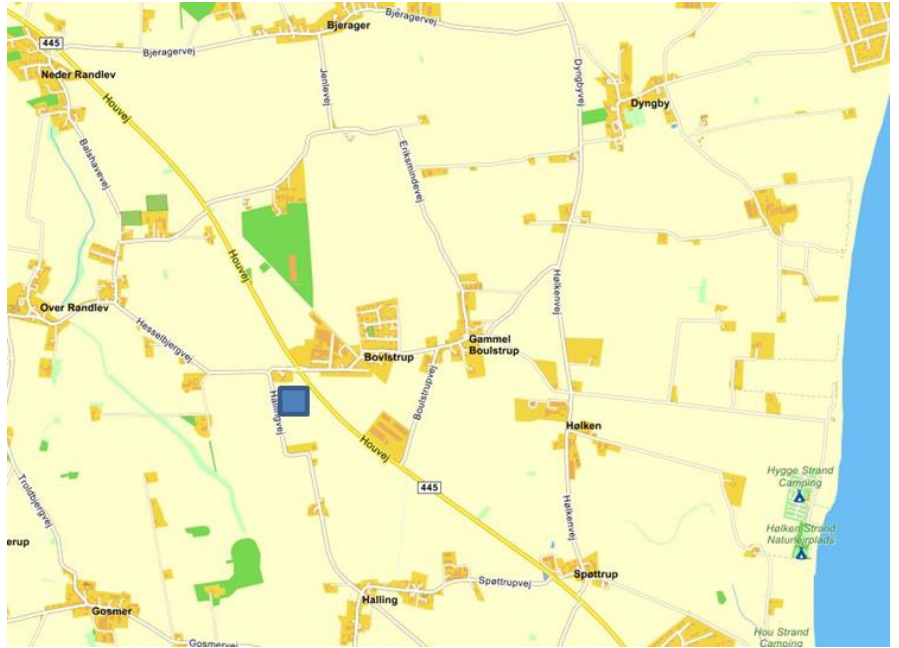 Bjerager
Bjeragervej
445
Bjeragervej
Neder Randlev
Jenlevej
Dyngbyvej
Dyngby
Houvej
Balshavevej
Eriksmindevej
Houvej
Hølkenvej
Over Randlev
Hesselbjergvej
Gammel
Boulstrup
Bovlstrup
Boulstrupvej
Hallingvej
Hølken
Houvej
Hygge Strand
Camping
Troldbjergvej
445
Hølkenvej
Hølken Strand
Naturlejrplads
erup
Spøttrup
Spøttrupvej
Halling
Gosmer
Hou Strand
Camping
Gosmervej